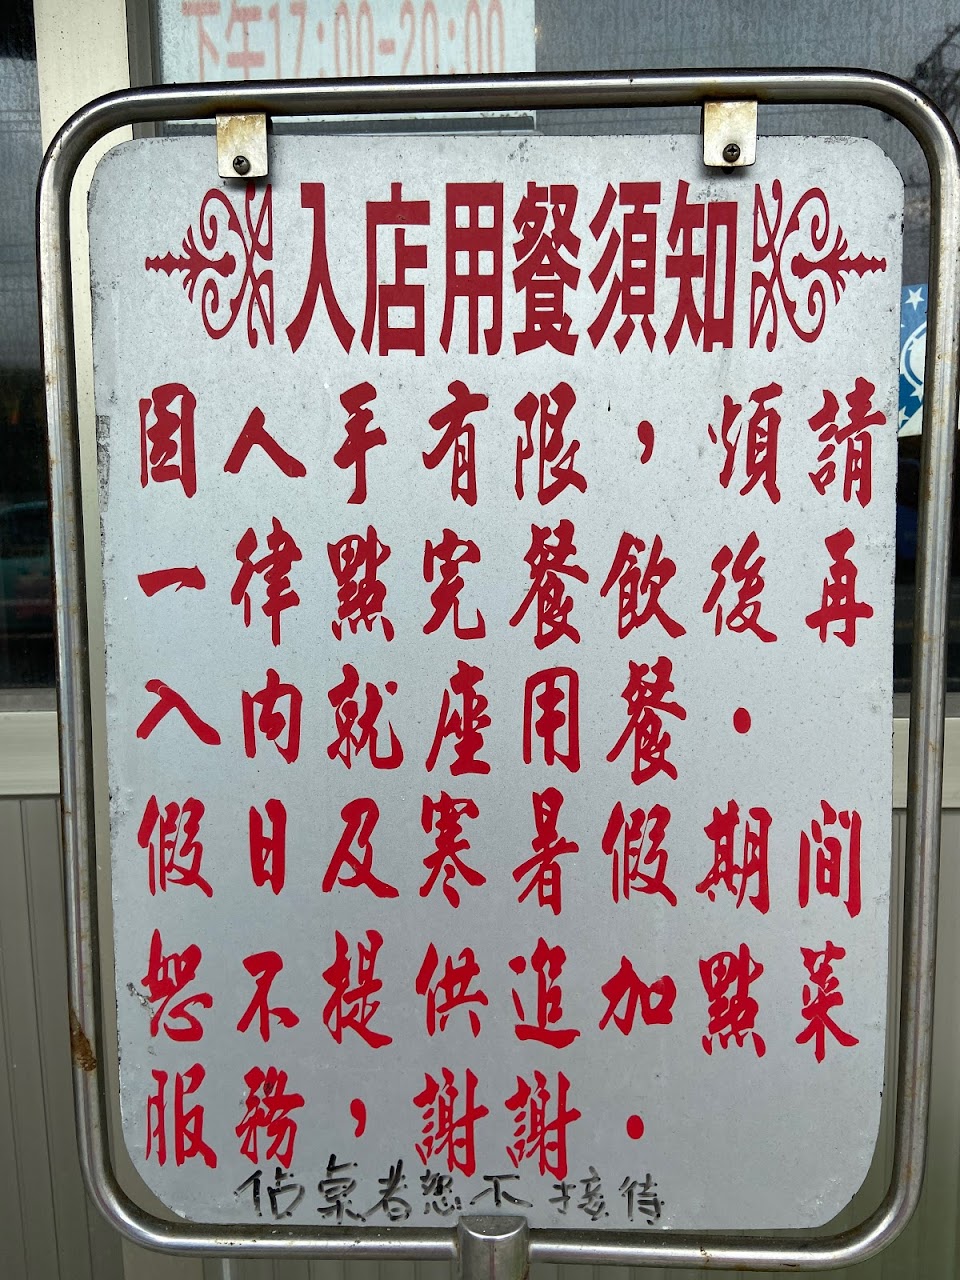 下午17:00-20:00
入店用餐須知
因人手有限，煩請
一律點完餐飲後再
入內就座用餐．
假日及寒暑假期間
恕不提供追加點菜
服務，謝謝．
佔桌者恕不接待